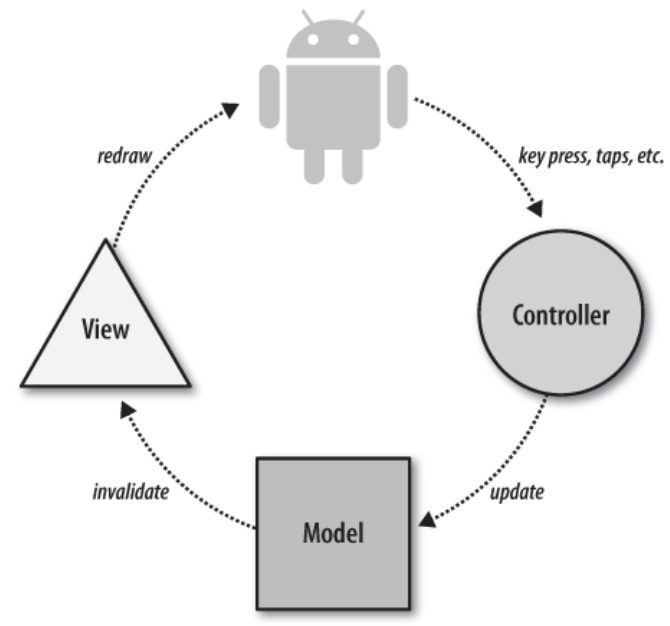 redraw
key press, taps, etc.
View
Controller
invalidate
update
Model